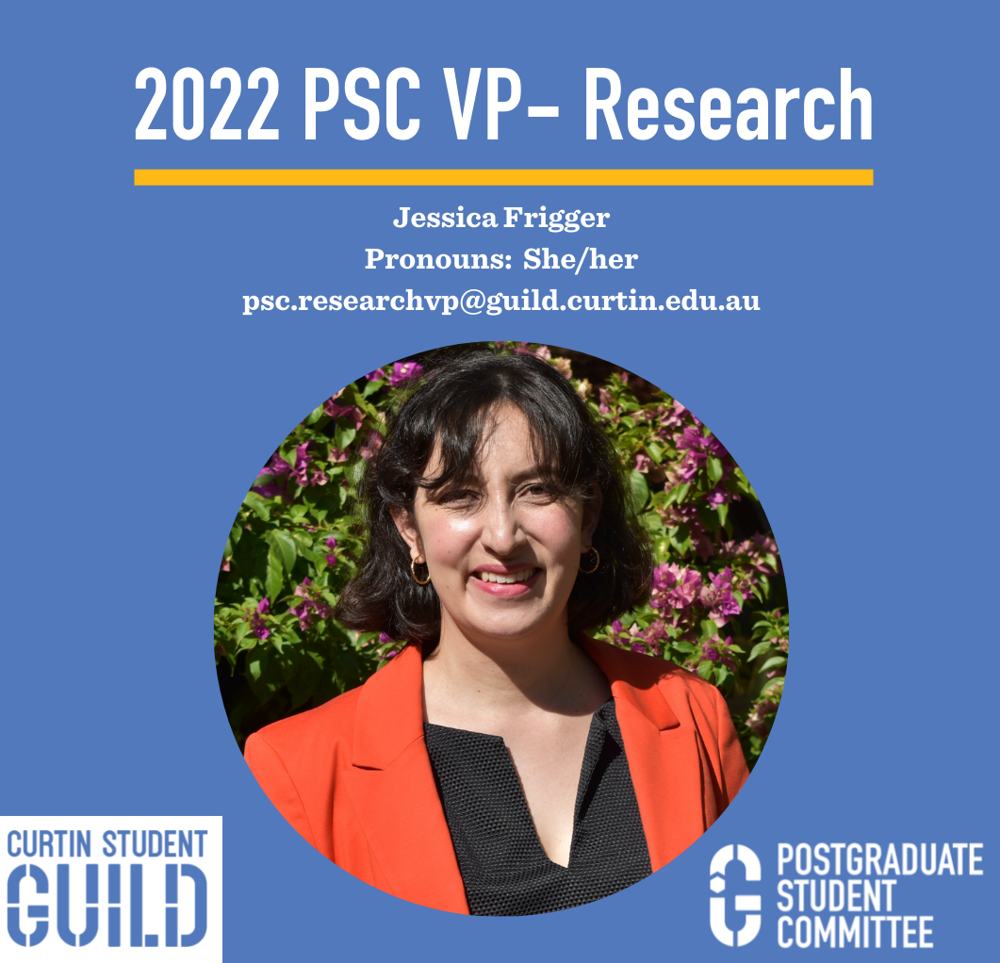 2022 PSC VP- Research
Jessica Frigger
Pronouns: She/her
psc.researchvp@guild.curtin.edu.au
CURTIN STUDENT
GUILD
POSTGRADUATE
STUDENT
COMMITTEE